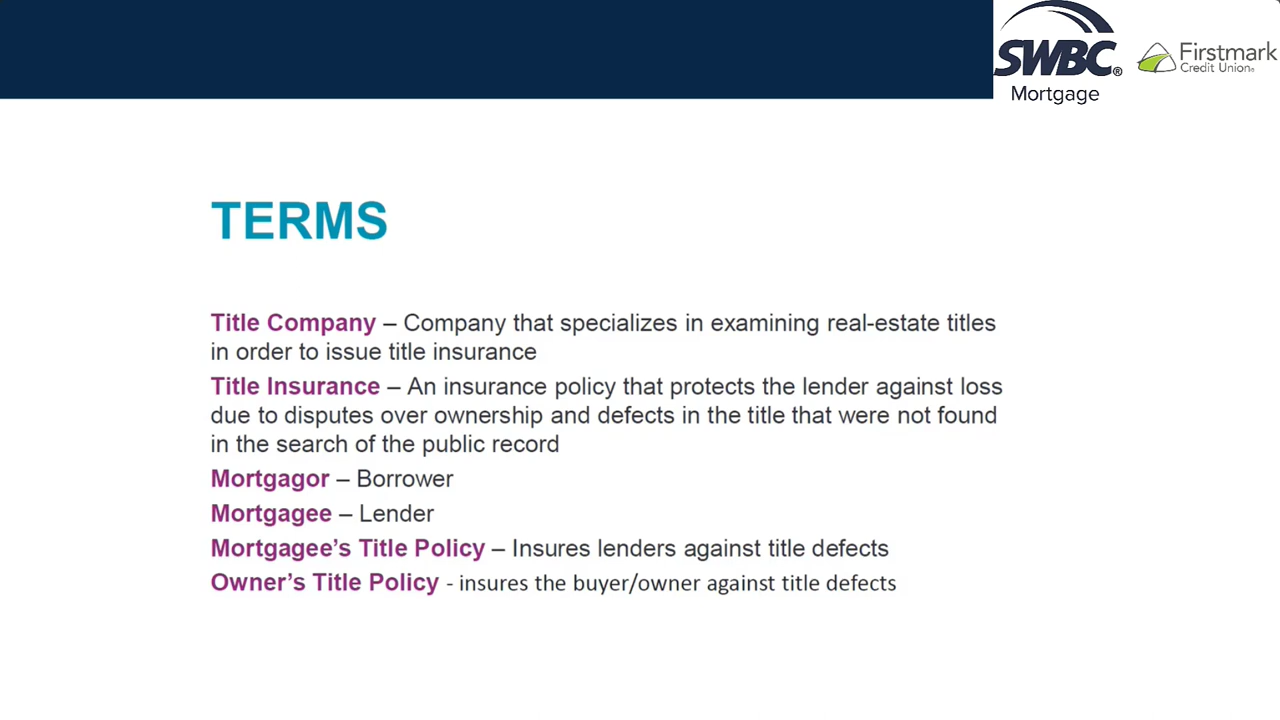 SWBC®
Mortgage
Firstmark
Credit Union®
TERMS
Title Company – Company that specializes in examining real-estate titles
in order to issue title insurance
Title Insurance – An insurance policy that protects the lender against loss
due to disputes over ownership and defects in the title that were not found
in the search of the public record
Mortgagor – Borrower
Mortgagee – Lender
Mortgagee’s Title Policy – Insures lenders against title defects
Owner’s Title Policy - insures the buyer/owner against title defects